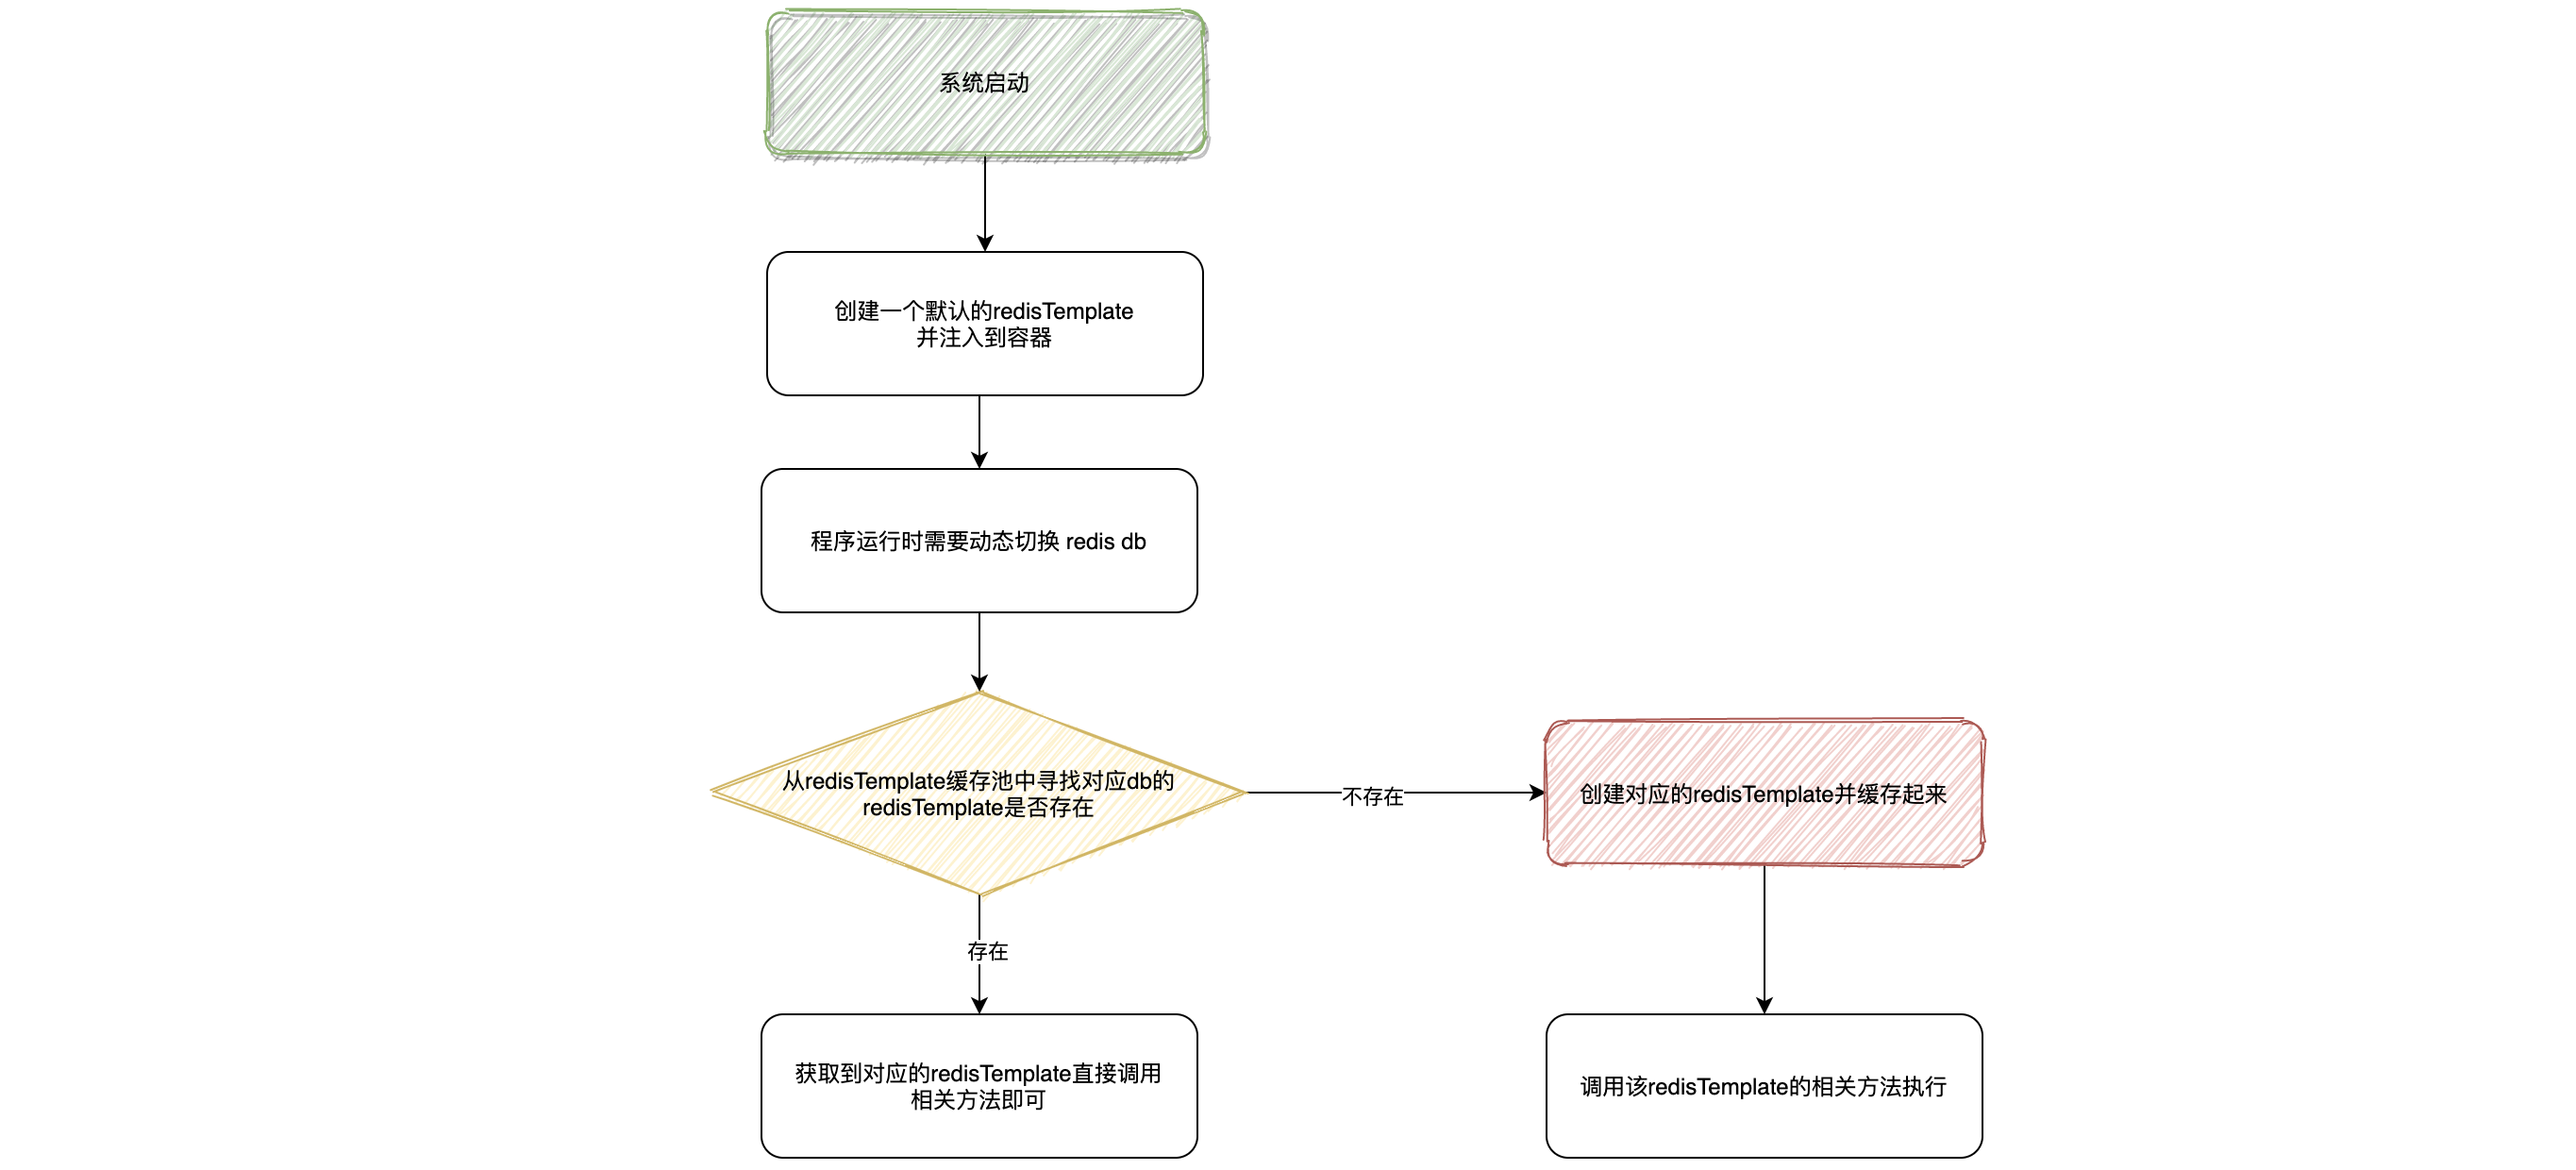 系统启动
创建一个默认的redisTemplate
并注入到容器
程序运行时需要动态切换 redis db
从redisTemplate缓存池中寻找对应db的
redisTemplate是否存在
不存在
创建对应的redisTemplate并缓存起来
存在
获取到对应的redisTemplate直接调用
相关方法即可
调用该redisTemplate的相关方法执行